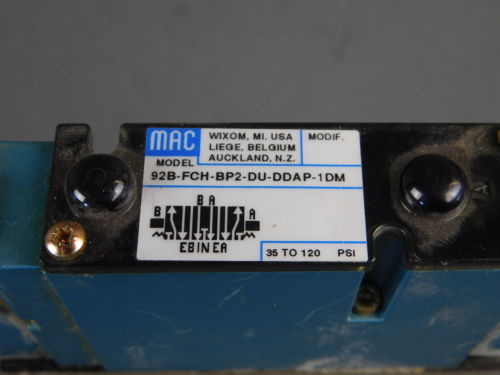 MAC
WIXOM, MI. USA
LIEGE, BELGIUM
AUCKLAND, N.Z.
MODIF.
MODEL
92B-FCH-BP2-DU-DDAP-1DM
B A
B
A
EB IN EA
35 TO 120 PSI